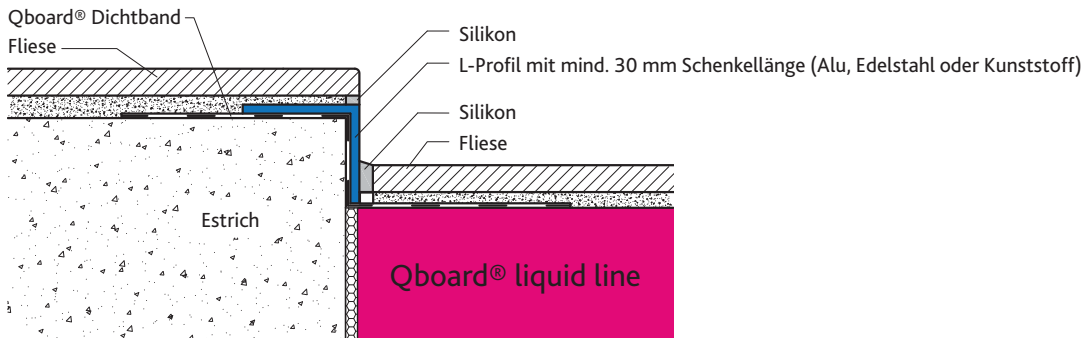 Qboard® Dichtband
Fliese
Silikon
L-Profil mit mind. 30 mm Schenkellänge (Alu, Edelstahl oder Kunststoff)
Silikon
Fliese
Estrich
Qboard® liquid line